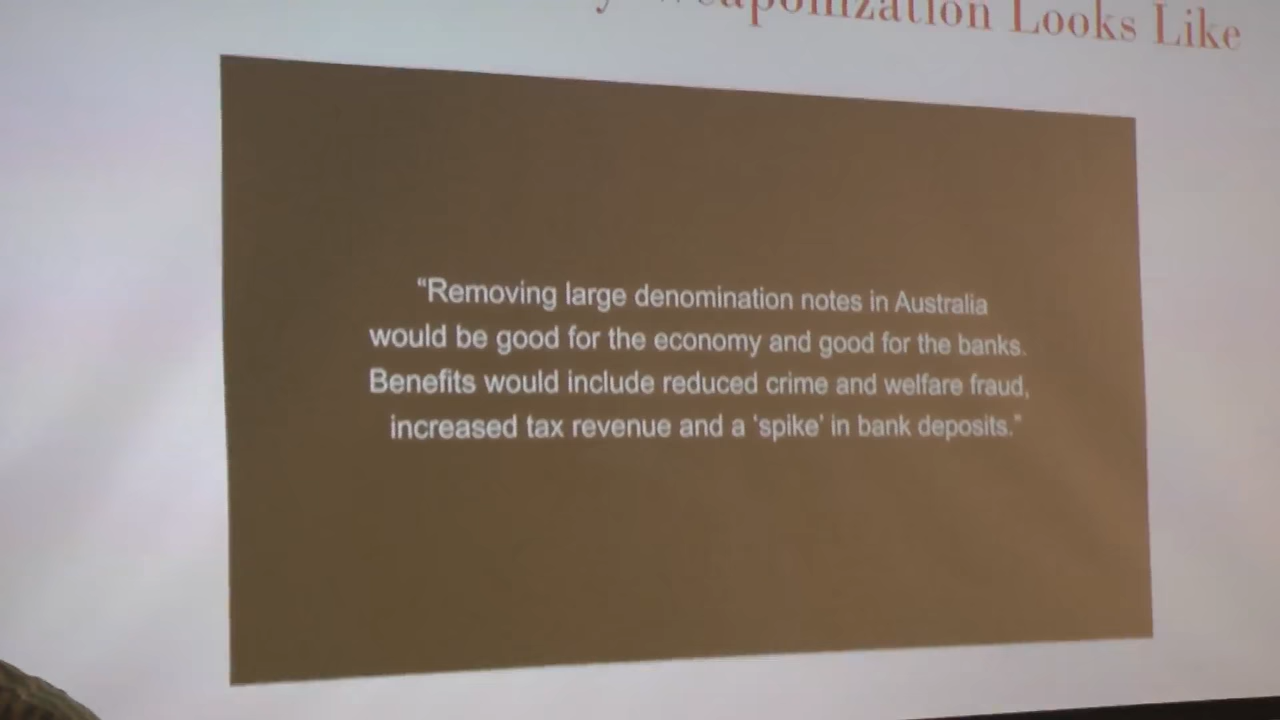 Looks Like
“Removing large denomination notes in Australia
would be good for the economy and good for the banks.
Benefits would include reduced crime and welfare fraud,
increased tax revenue and a ‘spike’ in bank deposits.”